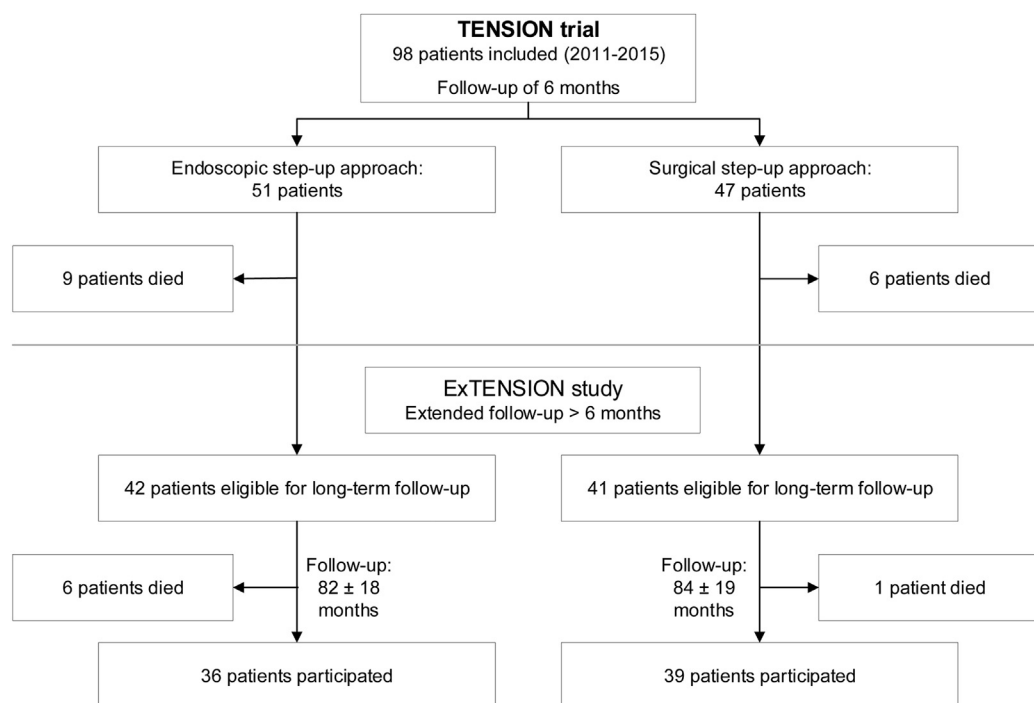 TENSION trial
98 patients included (2011-2015)
Follow-up of 6 months
Endoscopic step-up approach:
51 patients
Surgical step-up approach:
47 patients
9 patients died
6 patients died
ExTENSION study
Extended follow-up > 6 months
42 patients eligible for long-term follow-up
41 patients eligible for long-term follow-up
6 patients died
Follow-up:
82 ± 18
months
Follow-up:
84 ± 19
months
1 patient died
36 patients participated
39 patients participated